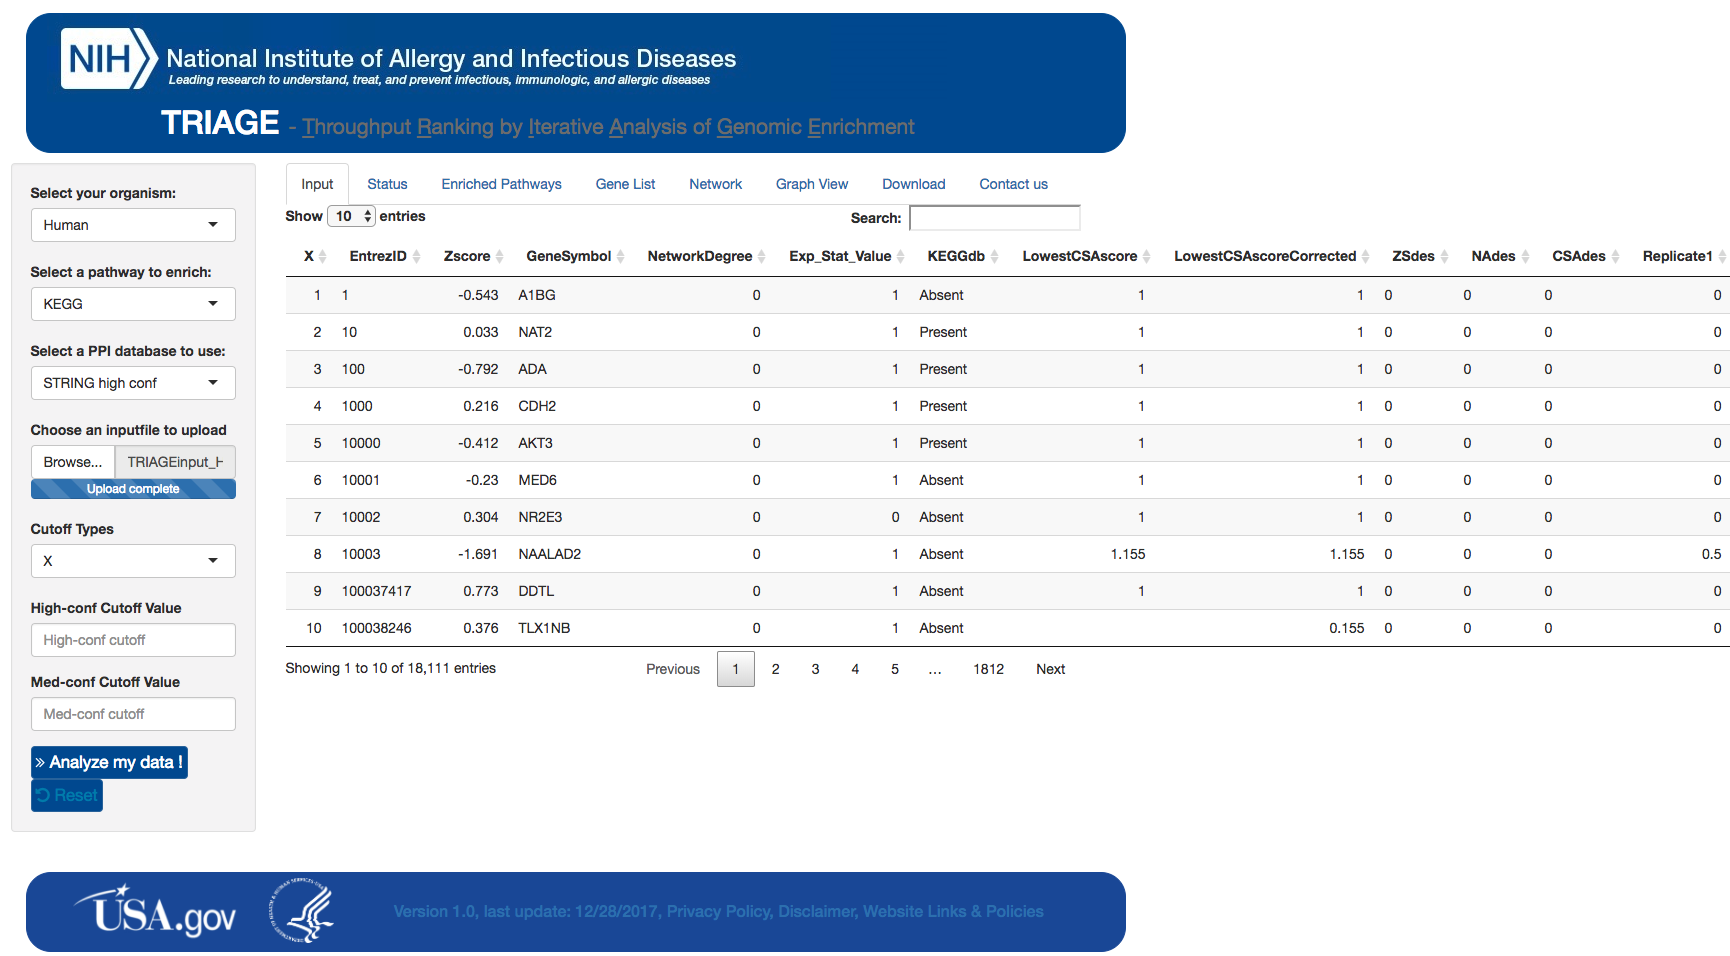 NIH National Institute of Allergy and Infectious Diseases
Leading research to understand, treat, and prevent infectious, immunologic, and allergic diseases
TRIAGE - Throughput Ranking by Iterative Analysis of Genomic Enrichment
Select your organism:
Human
Select a pathway to enrich:
KEGG
Select a PPI database to use:
STRING high conf
Choose an inputfile to upload
Browse... TRIAGEinput_H
Upload complete
Cutoff Types
X
High-conf Cutoff Value
High-conf cutoff
Med-conf Cutoff Value
Med-conf cutoff
» Analyze my data !
Reset
Input Status Enriched Pathways Gene List Network Graph View Download Contact us
Show 10 entries Search:
X EntrezID Zscore GeneSymbol NetworkDegree Exp_Stat_Value KEGGdb LowestCSAscore LowestCSAscoreCorrected ZSdes NAdes CSAdes Replicate1
1 1 -0.543 A1BG 0 1 Absent 1 1 0 0 0 0
2 10 0.033 NAT2 0 1 Present 1 1 0 0 0 0
3 100 -0.792 ADA 0 1 Present 1 1 0 0 0 0
4 1000 0.216 CDH2 0 1 Present 1 1 0 0 0 0
5 10000 -0.412 AKT3 0 1 Present 1 1 0 0 0 0
6 10001 -0.23 MED6 0 1 Absent 1 1 0 0 0 0
7 10002 0.304 NR2E3 0 0 Absent 1 1 0 0 0 0
8 10003 -1.691 NAALAD2 0 1 Absent 1.155 1.155 0 0 0 0.5
9 100037417 0.773 DDTL 0 1 Absent 1 1 0 0 0 0
10 100038246 0.376 TLX1NB 0 1 Absent 0.155 0 0 0 0
Showing 1 to 10 of 18,111 entries Previous 1 2 3 4 5 ... 1812 Next
USA.gov
Version 1.0, last update: 12/28/2017, Privacy Policy, Disclaimer, Website Links & Policies